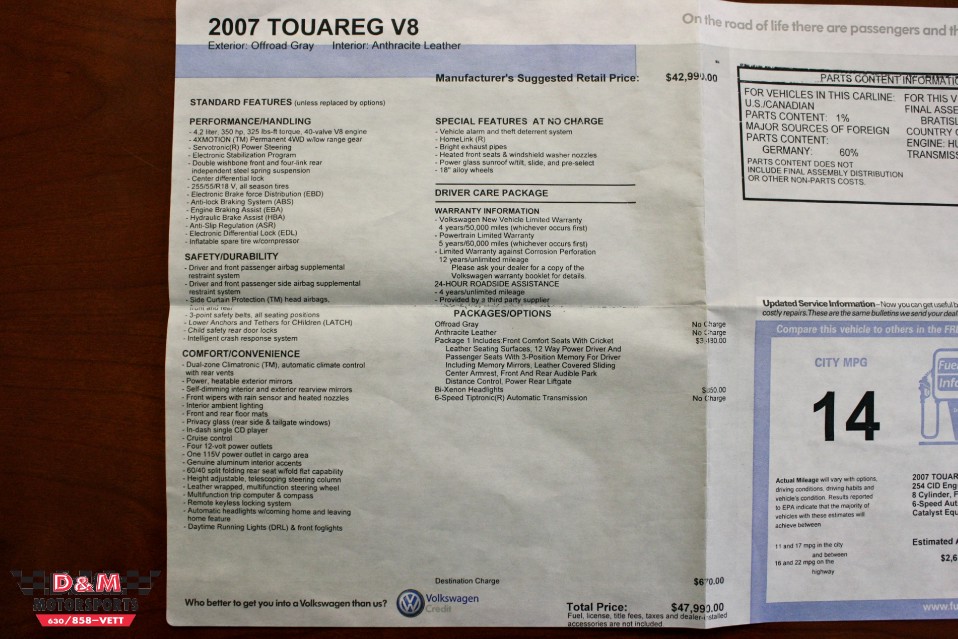 2007 TOUAREG V8
Exterior: Offroad Gray Interior: Anthracite Leather
Manufacturer's Suggested Retail Price: $42,990.00
STANDARD FEATURES (unless replaced by options)
PERFORMANCE/HANDLING
- 4.2 liter, 350 hp, 325 lbs-ft torque, 40-valve V8 engine
- 4XMOTION (TM) Permanent 4WD w/low range gear
- Servotronic(R) Power Steering
- Electronic Stabilization Program
- Double wishbone front and four-link rear
independent steel spring suspension
- Center differential lock
- 255/55/R18 V, all season tires
- Electronic Brake force Distribution (EBD)
- Anti-lock Braking System (ABS)
- Engine Braking Assist (EBA)
- Hydraulic Brake Assist (HBA)
- Anti-Slip Regulation (ASR)
- Electronic Differential Lock (EDL)
- Inflatable spare tire w/compressor
SAFETY/DURABILITY
- Driver and front passenger airbag supplemental
restraint system
- Driver and front passenger side airbag supplemental
restraint system
- Side Curtain Protection (TM) head airbags,
front and rear
- 3-point safety belts, all seating positions
- Lower Anchors and Tethers for CHildren (LATCH)
- Child safety rear door locks
- Intelligent crash response system
COMFORT/CONVENIENCE
- Dual-zone Climatronic (TM), automatic climate control
with rear vents
- Power, heatable exterior mirrors
- Self-dimming interior and exterior rearview mirrors
- Front wipers with rain sensor and heated nozzles
- Interior ambient lighting
- Front and rear floor mats
- Privacy glass (rear side & tailgate windows)
- In-dash single CD player
- Cruise control
- Four 12-volt power outlets
- One 115V power outlet in cargo area
- Genuine aluminum interior accents
- 60/40 split folding rear seat w/fold flat capability
- Height adjustable, telescoping steering column
- Leather wrapped, multifunction steering wheel
- Multifunction trip computer & compass
- Remote keyless locking system
- Automatic headlights w/coming home and leaving
home feature
- Daytime Running Lights (DRL) & front foglights
SPECIAL FEATURES AT NO CHARGE
- Vehicle alarm and theft deterrent system
- HomeLink (R)
- Bright exhaust pipes
- Heated front seats & windshield washer nozzles
- Power glass sunroof w/tilt, slide, and pre-select
- 18" alloy wheels
DRIVER CARE PACKAGE
WARRANTY INFORMATION
- Volkswagen New Vehicle Limited Warranty
4 years/50,000 miles (whichever occurs first)
- Powertrain Limited Warranty
5 years/60,000 miles (whichever occurs first)
- Limited Warranty against Corrosion Perforation
12 years/unlimited mileage
Please ask your dealer for a copy of the
Volkswagen warranty booklet for details.
24-HOUR ROADSIDE ASSISTANCE
- 4 years/unlimited mileage
- Provided by a third party supplier
PACKAGES/OPTIONS
Offroad Gray No Charge
Anthracite Leather No Charge
Package 1 Includes:Front Comfort Seats With Cricket $3,480.00
Leather Seating Surfaces, 12 Way Power Driver And
Passenger Seats With 3-Position Memory For Driver
Including Memory Mirrors, Leather Covered Sliding
Center Armrest, Front And Rear Audible Park
Distance Control, Power Rear Liftgate
Bi-Xenon Headlights $850.00
6-Speed Tiptronic(R) Automatic Transmission No Charge
Destination Charge $670.00
Who better to get you into a Volkswagen than us?
Volkswagen
Credit
Total Price: $47,990.00
Fuel, license, title fees, taxes and dealer-installed
accessories are not included
On the road of life there are passengers and th
PARTS CONTENT INFORMATIO
FOR VEHICLES IN THIS CARLINE:
U.S./CANADIAN
PARTS CONTENT: 1%
MAJOR SOURCES OF FOREIGN
PARTS CONTENT:
GERMANY: 60%
PARTS CONTENT DOES NOT
INCLUDE FINAL ASSEMBLY DISTRIBUTION
OR OTHER NON-PARTS COSTS.
FOR THIS V
FINAL ASSE
BRATISL
COUNTRY O
ENGINE: HU
TRANSMISS
Updated Service Information – Now you can get useful b
costly repairs. These are the same bulletins we send your deal
Compare this vehicle to others in the FRE
CITY MPG
14
Fuel
Info
Actual Mileage will vary with options,
driving conditions, driving habits and
vehicle's condition. Results reported
to EPA indicate that the majority of
vehicles with these estimates will
achieve between
11 and 17 mpg in the city
and between
16 and 22 mpg on the
highway
2007 TOUAR
254 CID Eng
8 Cylinder, F
6-Speed Aut
Catalyst Equ
Estimated A
$2,6
www.fu
D&M
MOTORSPORTS
630/858-VETT